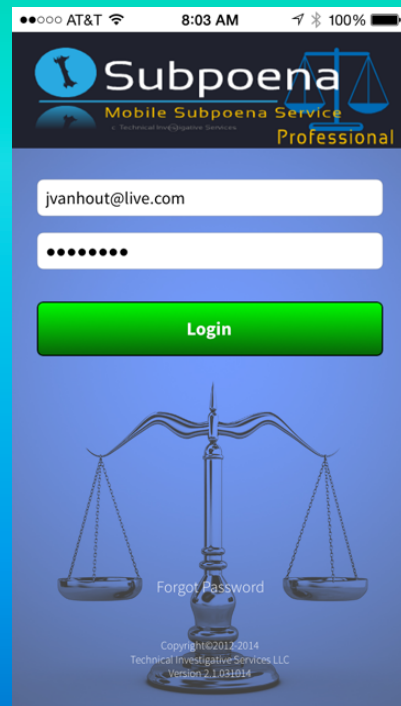 AT&T 8:03 AM 100%
Subpoena
Mobile Subpoena Service
Professional
jvanhout@live.com
Login
Forgot Password
Copyright©2012-2014
Technical Investigative Services LLC
Version 2.1.031014